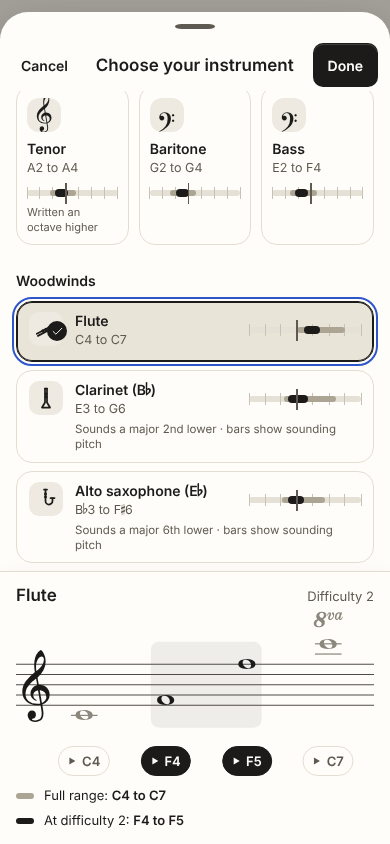 Cancel
Choose your instrument
Done
Tenor
A2 to A4
Written an
octave higher
Baritone
G2 to G4
Bass
E2 to F4
Woodwinds
Flute
C4 to C7
Clarinet (B♭)
E3 to G6
Sounds a major 2nd lower · bars show sounding
pitch
Alto saxophone (E♭)
B♭3 to F♯6
Sounds a major 6th lower · bars show sounding
pitch
Flute
Difficulty 2
8va
C4
F4
F5
C7
Full range: C4 to C7
At difficulty 2: F4 to F5